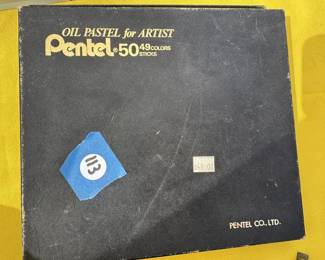 OIL PASTEL for ARTIST
Pentel® 50 49 COLORS
STICKS
113
PENTEL CO., LTD.